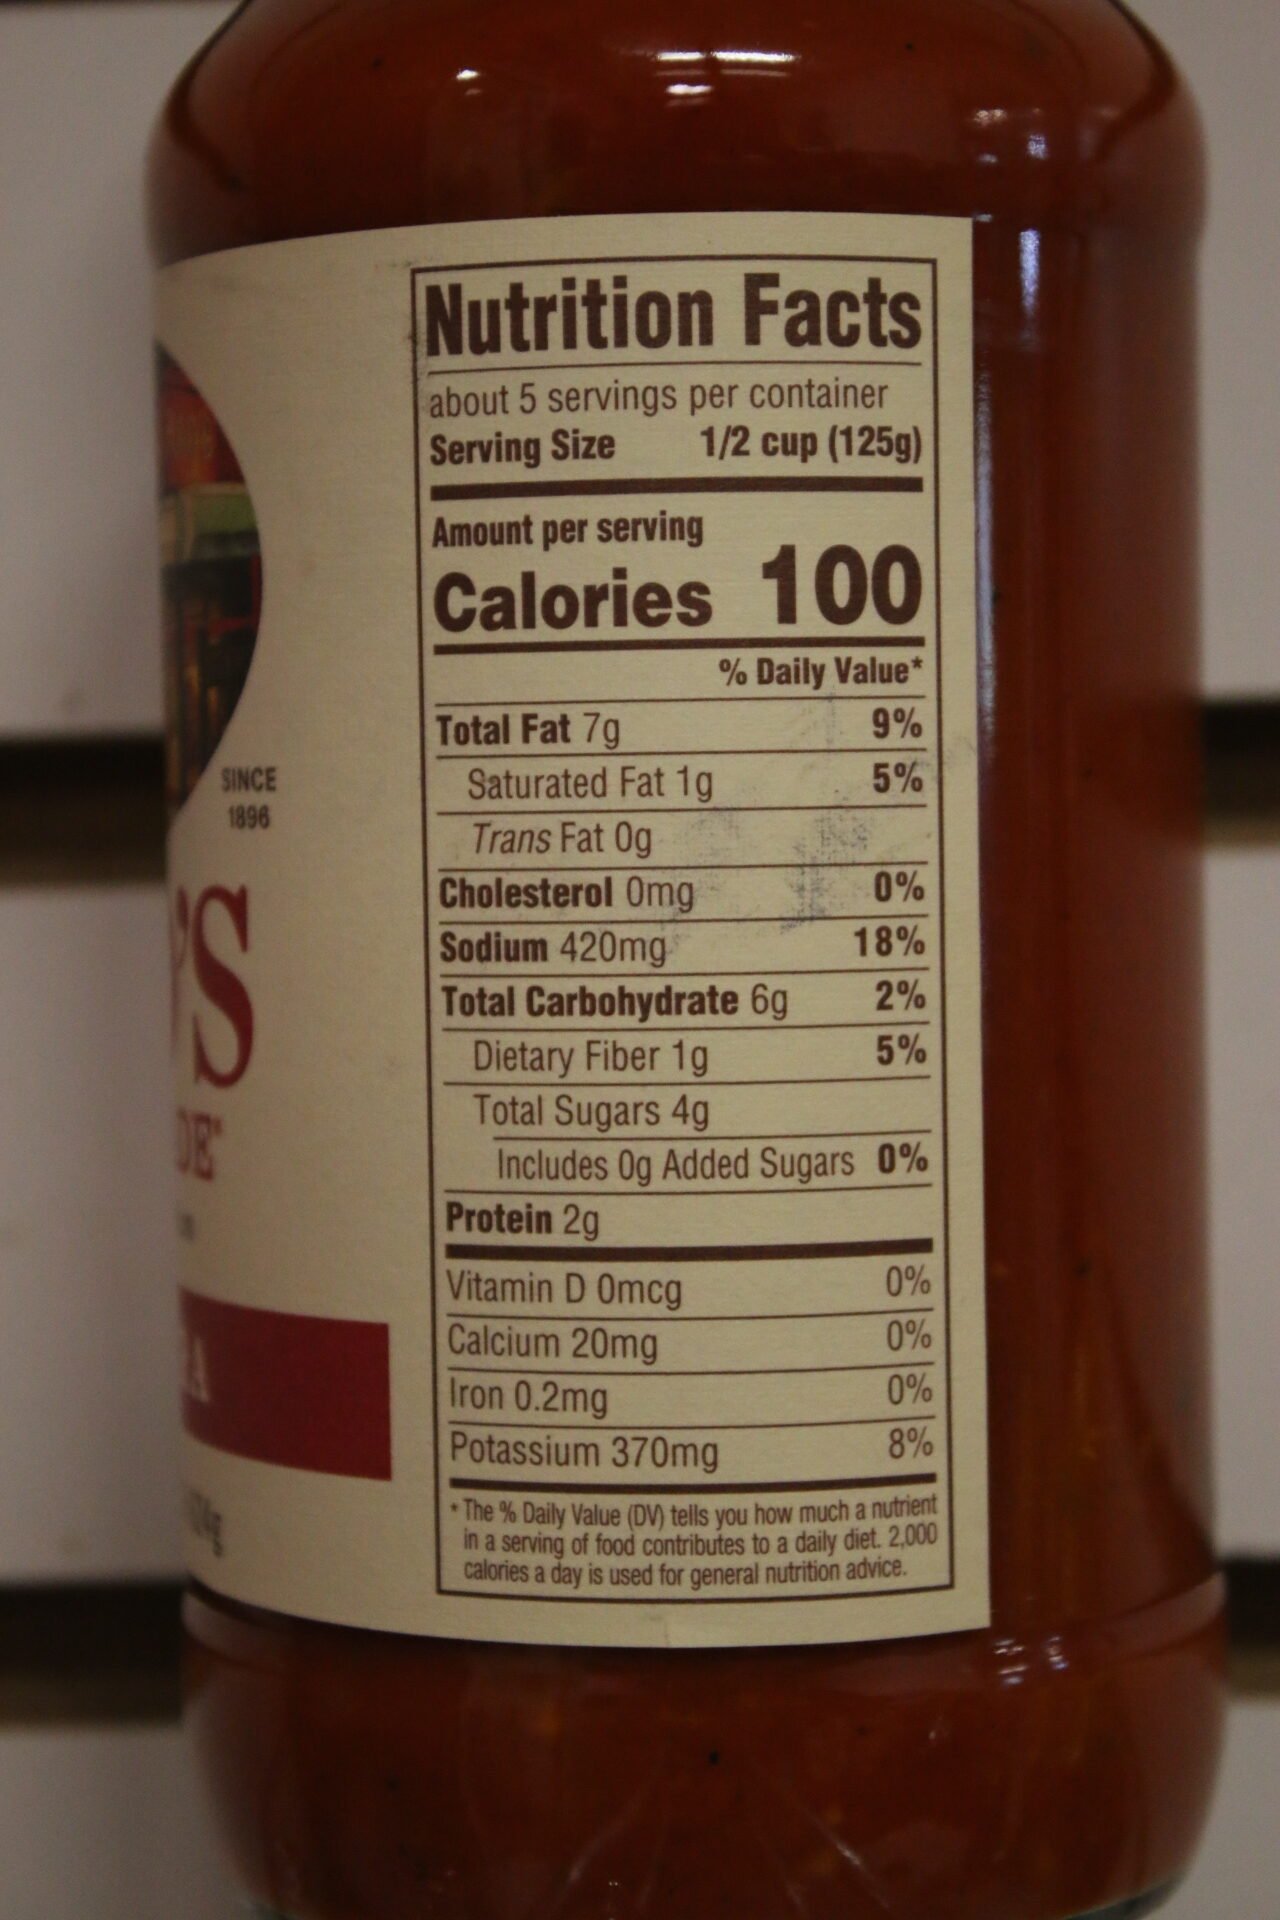 SINCE
1896
'S
DE
A
Nutrition Facts
about 5 servings per container
Serving Size 1/2 cup (125g)
Amount per serving
Calories 100
% Daily Value*
Total Fat 7g 9%
Saturated Fat 1g 5%
Trans Fat 0g
Cholesterol 0mg 0%
Sodium 420mg 18%
Total Carbohydrate 6g 2%
Dietary Fiber 1g 5%
Total Sugars 4g
Includes 0g Added Sugars 0%
Protein 2g
Vitamin D 0mcg 0%
Calcium 20mg 0%
Iron 0.2mg 0%
Potassium 370mg 8%
* The % Daily Value (DV) tells you how much a nutrient
in a serving of food contributes to a daily diet. 2,000
calories a day is used for general nutrition advice.